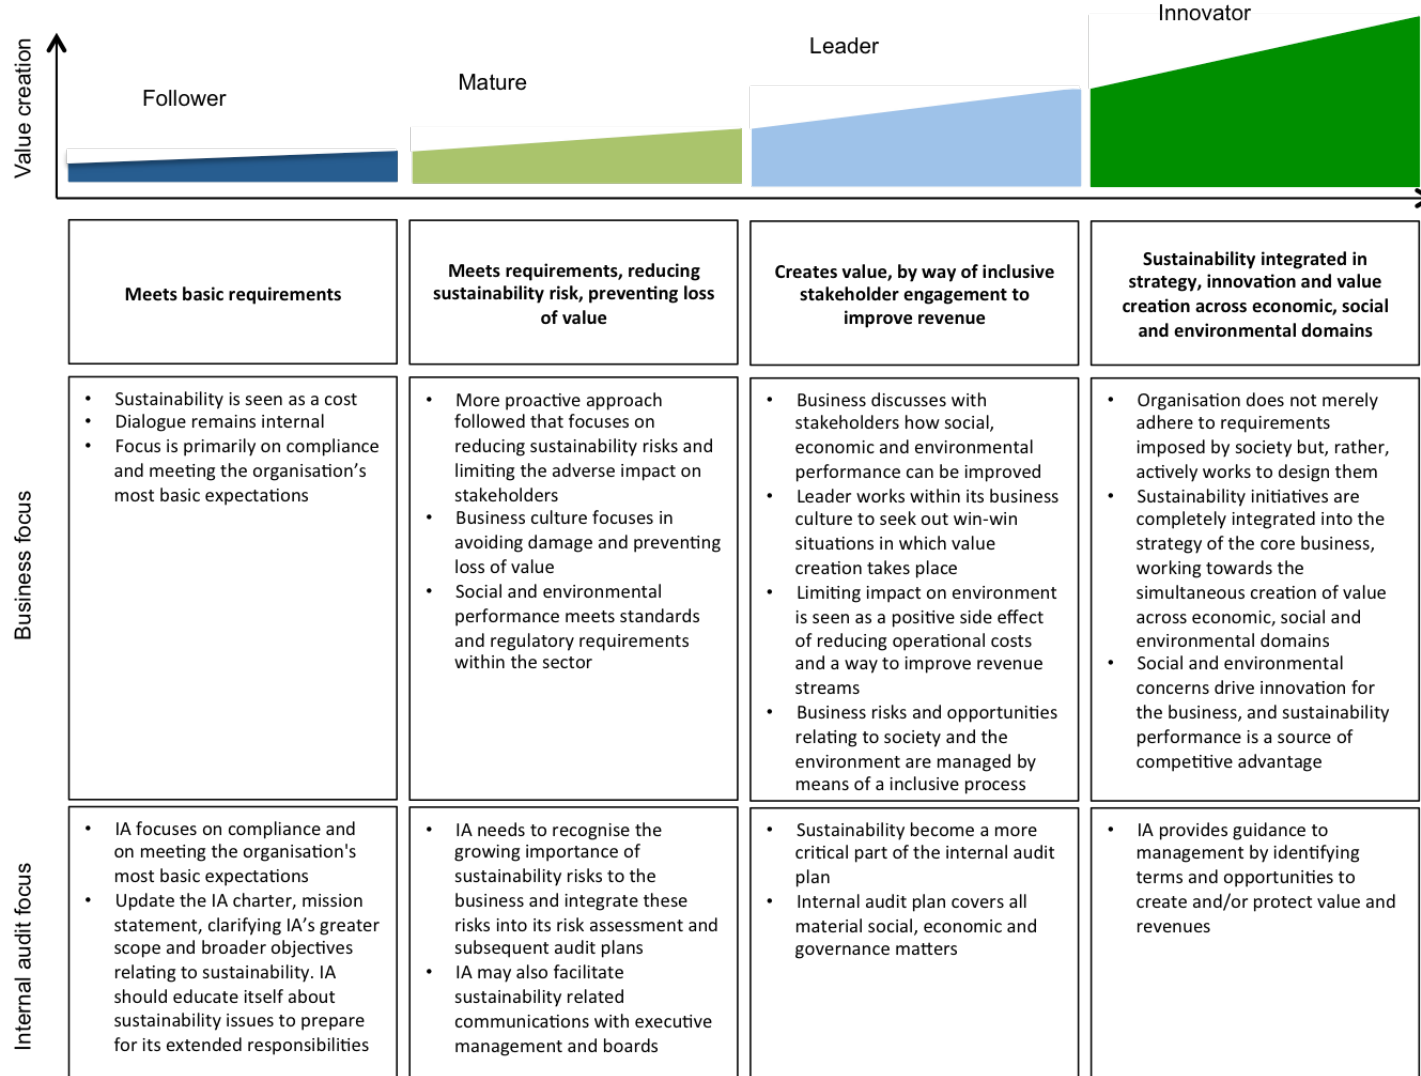 Value creation
Follower
Mature
Leader
Innovator
Meets basic requirements
Meets requirements, reducing
sustainability risk, preventing loss
of value
Creates value, by way of inclusive
stakeholder engagement to
improve revenue
Sustainability integrated in
strategy, innovation and value
creation across economic, social
and environmental domains
Business focus
• Sustainability is seen as a cost
• Dialogue remains internal
• Focus is primarily on compliance
and meeting the organisation’s
most basic expectations
• More proactive approach
followed that focuses on
reducing sustainability risks and
limiting the adverse impact on
stakeholders
• Business culture focuses in
avoiding damage and preventing
loss of value
• Social and environmental
performance meets standards
and regulatory requirements
within the sector
• Business discusses with
stakeholders how social,
economic and environmental
performance can be improved
• Leader works within its business
culture to seek out win-win
situations in which value
creation takes place
• Limiting impact on environment
is seen as a positive side effect
of reducing operational costs
and a way to improve revenue
streams
• Business risks and opportunities
relating to society and the
environment are managed by
means of a inclusive process
• Organisation does not merely
adhere to requirements
imposed by society but, rather,
actively works to design them
• Sustainability initiatives are
completely integrated into the
strategy of the core business,
working towards the
simultaneous creation of value
across economic, social and
environmental domains
• Social and environmental
concerns drive innovation for
the business, and sustainability
performance is a source of
competitive advantage
Internal audit focus
• IA focuses on compliance and
on meeting the organisation's
most basic expectations
• Update the IA charter, mission
statement, clarifying IA’s greater
scope and broader objectives
relating to sustainability. IA
should educate itself about
sustainability issues to prepare
for its extended responsibilities
• IA needs to recognise the
growing importance of
sustainability risks to the
business and integrate these
risks into its risk assessment and
subsequent audit plans
• IA may also facilitate
sustainability related
communications with executive
management and boards
• Sustainability become a more
critical part of the internal audit
plan
• Internal audit plan covers all
material social, economic and
governance matters
• IA provides guidance to
management by identifying
terms and opportunities to
create and/or protect value and
revenues